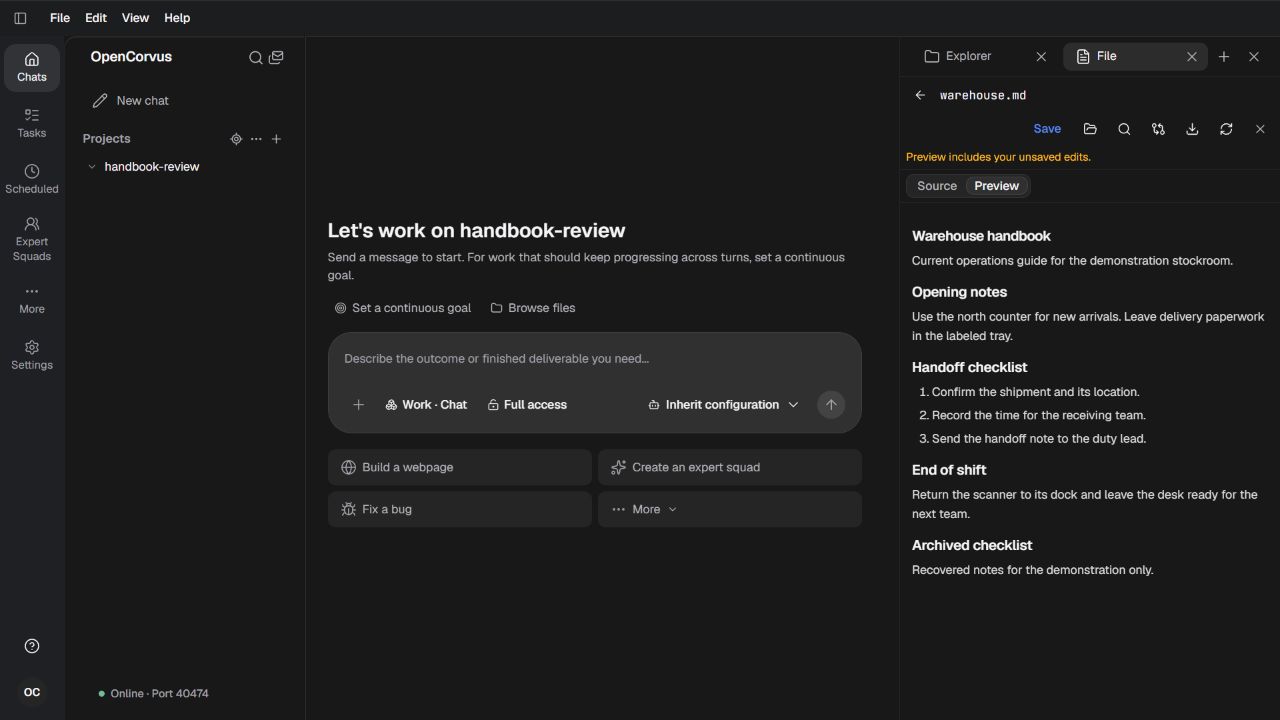 File Edit View Help
Chats
Tasks
Scheduled
Expert
Squads
More
Settings
OC
OpenCorvus
New chat
Projects
handbook-review
Online · Port 40474
Let's work on handbook-review
Send a message to start. For work that should keep progressing across turns, set a continuous
goal.
Set a continuous goal Browse files
Describe the outcome or finished deliverable you need...
Work · Chat Full access Inherit configuration
Build a webpage Create an expert squad
Fix a bug More
Explorer File
warehouse.md
Save
Preview includes your unsaved edits.
Source Preview
Warehouse handbook
Current operations guide for the demonstration stockroom.
Opening notes
Use the north counter for new arrivals. Leave delivery paperwork
in the labeled tray.
Handoff checklist
1. Confirm the shipment and its location.
2. Record the time for the receiving team.
3. Send the handoff note to the duty lead.
End of shift
Return the scanner to its dock and leave the desk ready for the
next team.
Archived checklist
Recovered notes for the demonstration only.